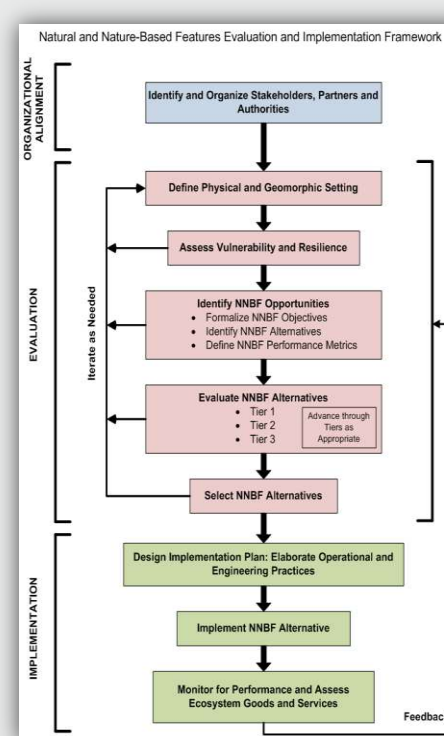 Natural and Nature-Based Features Evaluation and Implementation Framework
ORGANIZATIONAL
ALIGNMENT
Identify and Organize Stakeholders, Partners and
Authorities
EVALUATION
Iterate as Needed
Define Physical and Geomorphic Setting
Assess Vulnerability and Resilience
Identify NNBF Opportunities
• Formalize NNBF Objectives
• Identify NNBF Alternatives
• Define NNBF Performance Metrics
Evaluate NNBF Alternatives
• Tier 1
• Tier 2
• Tier 3
Advance through
Tiers as
Appropriate
Select NNBF Alternatives
IMPLEMENTATION
Design Implementation Plan: Elaborate Operational and
Engineering Practices
Implement NNBF Alternative
Monitor for Performance and Assess
Ecosystem Goods and Services
Feedbac